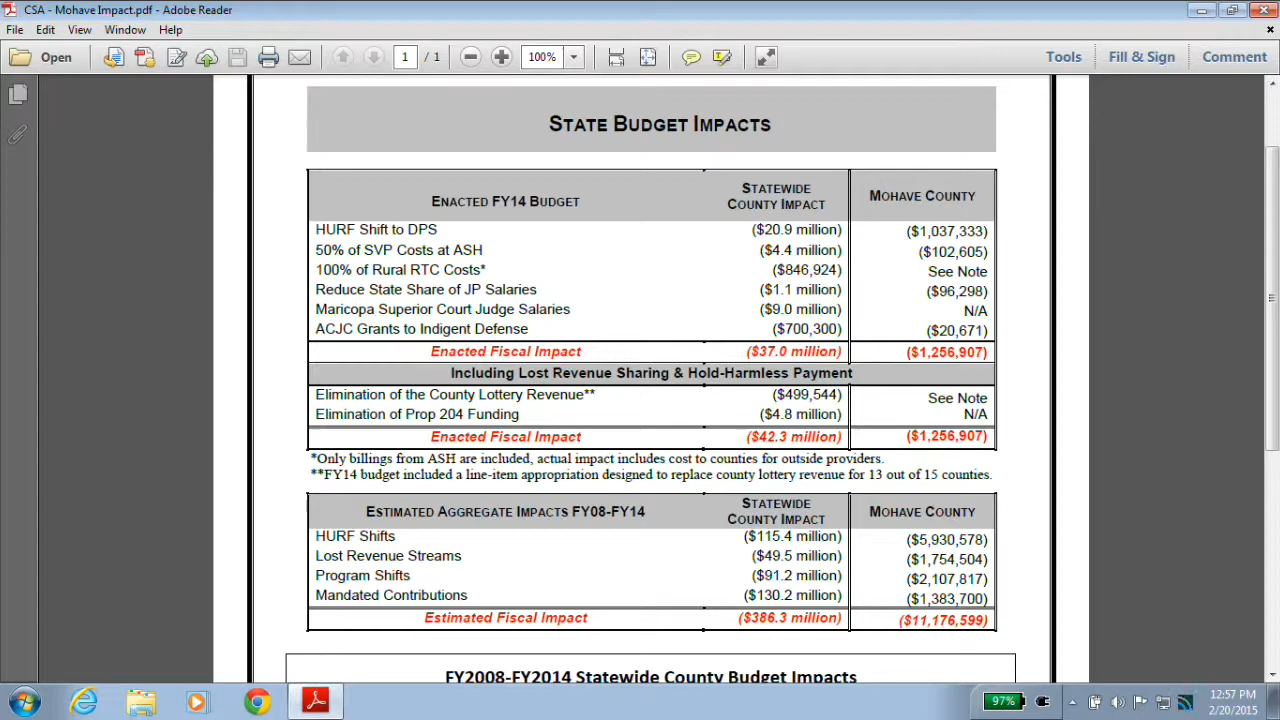 CSA - Mohave Impact.pdf - Adobe Reader
File Edit View Window Help
Open 1 / 1 100% Tools Fill & Sign Comment
STATE BUDGET IMPACTS
ENACTED FY14 BUDGET STATEWIDE COUNTY IMPACT MOHAVE COUNTY
HURF Shift to DPS ($20.9 million) ($1,037,333)
50% of SVP Costs at ASH ($4.4 million) ($102,605)
100% of Rural RTC Costs* ($846,924) See Note
Reduce State Share of JP Salaries ($1.1 million) ($96,298)
Maricopa Superior Court Judge Salaries ($9.0 million) N/A
ACJC Grants to Indigent Defense ($700,300) ($20,671)
Enacted Fiscal Impact ($37.0 million) ($1,256,907)
Including Lost Revenue Sharing & Hold-Harmless Payment
Elimination of the County Lottery Revenue** ($499,544) See Note
Elimination of Prop 204 Funding ($4.8 million) N/A
Enacted Fiscal Impact ($42.3 million) ($1,256,907)
*Only billings from ASH are included, actual impact includes cost to counties for outside providers.
**FY14 budget included a line-item appropriation designed to replace county lottery revenue for 13 out of 15 counties.
ESTIMATED AGGREGATE IMPACTS FY08-FY14 STATEWIDE COUNTY IMPACT MOHAVE COUNTY
HURF Shifts ($115.4 million) ($5,930,578)
Lost Revenue Streams ($49.5 million) ($1,754,504)
Program Shifts ($91.2 million) ($2,107,817)
Mandated Contributions ($130.2 million) ($1,383,700)
Estimated Fiscal Impact ($386.3 million) ($11,176,599)
FY2008-FY2014 Statewide County Budget Impacts
97% 12:57 PM
2/20/2015